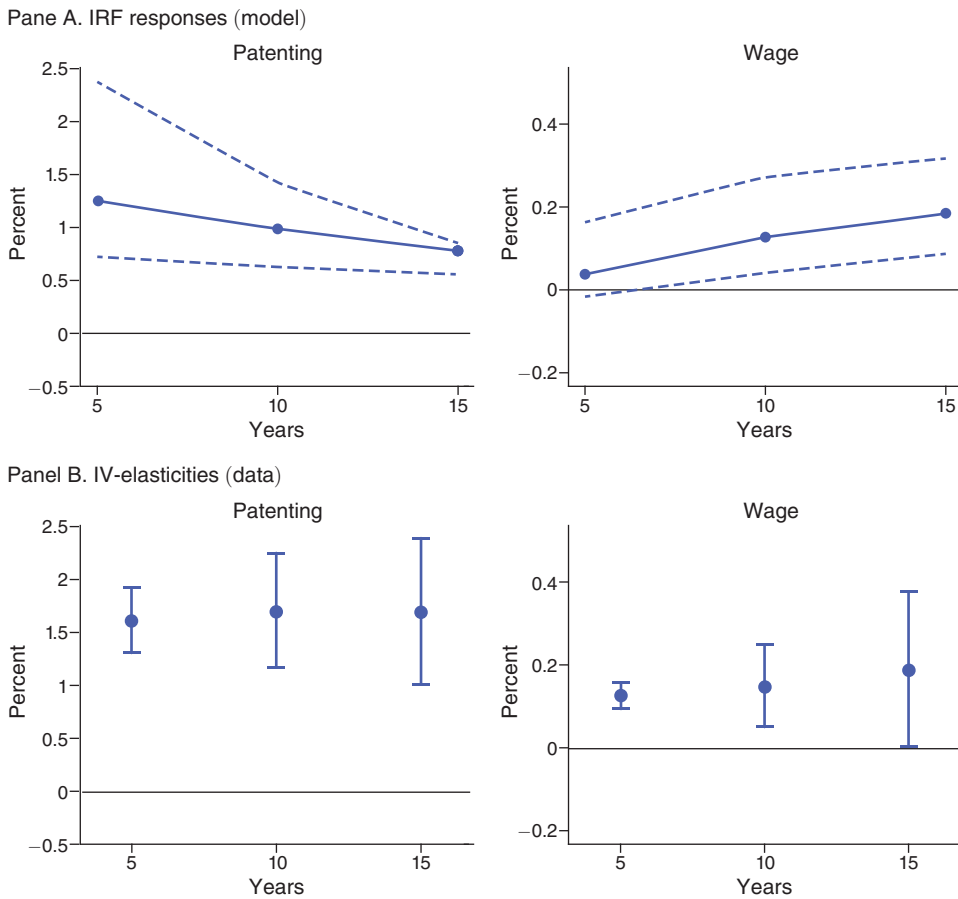 Pane A. IRF responses (model)
Patenting
2.5
2
1.5
1
0.5
0
−0.5
Percent
5
10
15
Years
Wage
0.4
0.2
0
−0.2
Percent
5
10
15
Years
Panel B. IV-elasticities (data)
Patenting
2.5
2
1.5
1
0.5
0
−0.5
Percent
5
10
15
Years
Wage
0.4
0.2
0
−0.2
Percent
5
10
15
Years